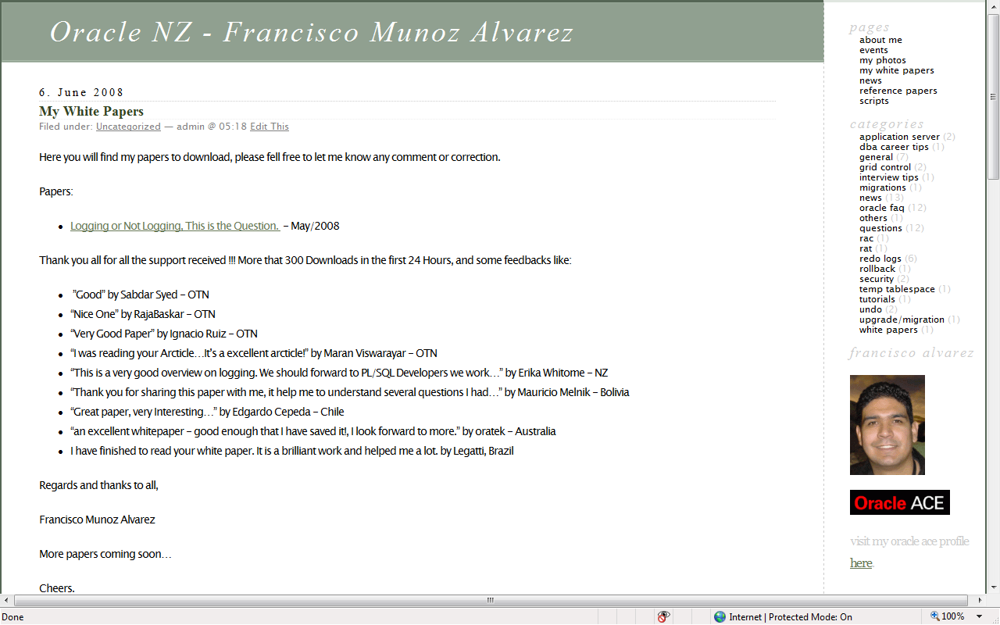 Oracle NZ - Francisco Munoz Alvarez
6. June 2008
My White Papers
Filed under: Uncategorized — admin @ 05:18 Edit This
Here you will find my papers to download, please fell free to let me know any comment or correction.
Papers:
• Logging or Not Logging, This is the Question. – May/2008
Thank you all for all the support received !!! More that 300 Downloads in the first 24 Hours, and some feedbacks like:
• ”Good” by Sabdar Syed – OTN
• “Nice One” by RajaBaskar – OTN
• “Very Good Paper” by Ignacio Ruiz – OTN
• “I was reading your Arcticle…It’s a excellent arcticle!” by Maran Viswarayar – OTN
• “This is a very good overview on logging. We should forward to PL/SQL Developers we work…” by Erika Whitome – NZ
• “Thank you for sharing this paper with me, it help me to understand several questions I had…” by Mauricio Melnik – Bolivia
• “Great paper, very Interesting…” by Edgardo Cepeda – Chile
• “an excellent whitepaper – good enough that I have saved it!, I look forward to more.” by oratek – Australia
• I have finished to read your white paper. It is a brilliant work and helped me a lot. by Legatti, Brazil
Regards and thanks to all,
Francisco Munoz Alvarez
More papers coming soon…
Cheers.
pages
about me
events
my photos
my white papers
news
reference papers
scripts
categories
application server (2)
dba career tips (1)
general (7)
grid control (2)
interview tips (1)
migrations (1)
news (13)
oracle faq (12)
others (1)
questions (12)
rac (1)
rat (1)
redo logs (6)
rollback (1)
security (2)
temp tablespace (1)
tutorials (1)
undo (2)
upgrade/migration (1)
white papers (1)
francisco alvarez
Oracle ACE
visit my oracle ace profile
here.
Done
Internet | Protected Mode: On
100%